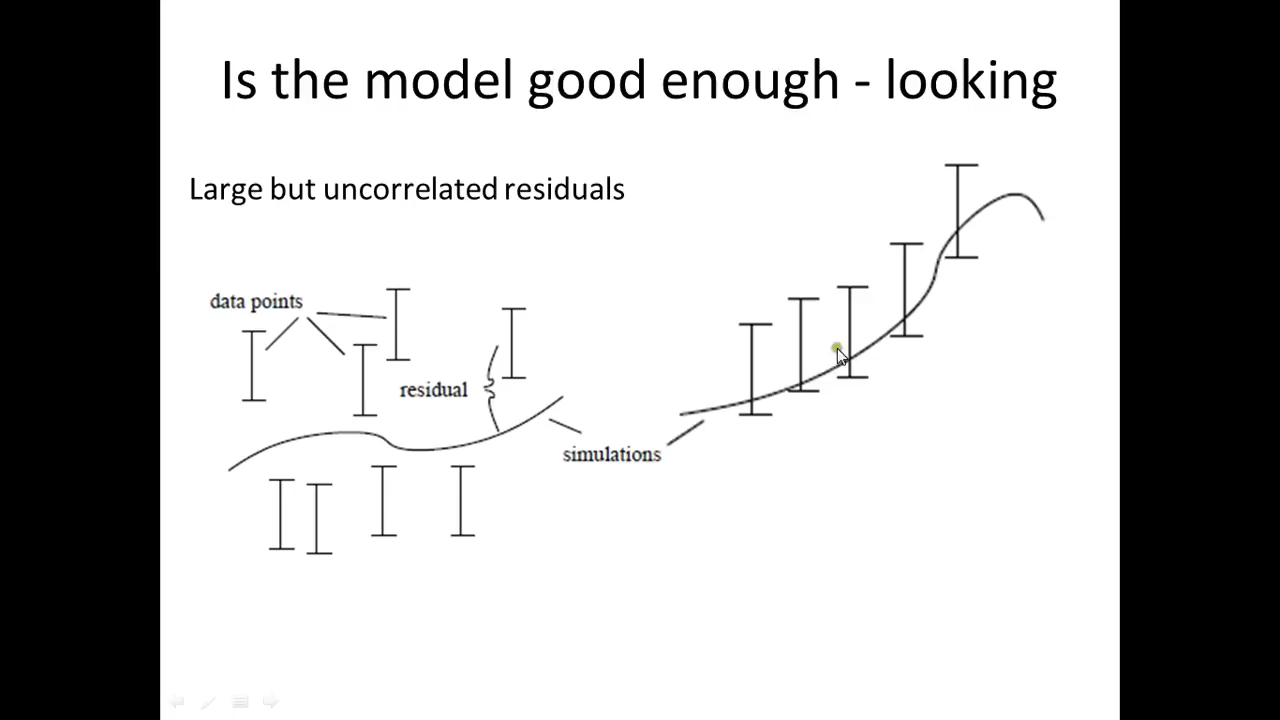 Is the model good enough - looking
Large but uncorrelated residuals
data points
residual
simulations